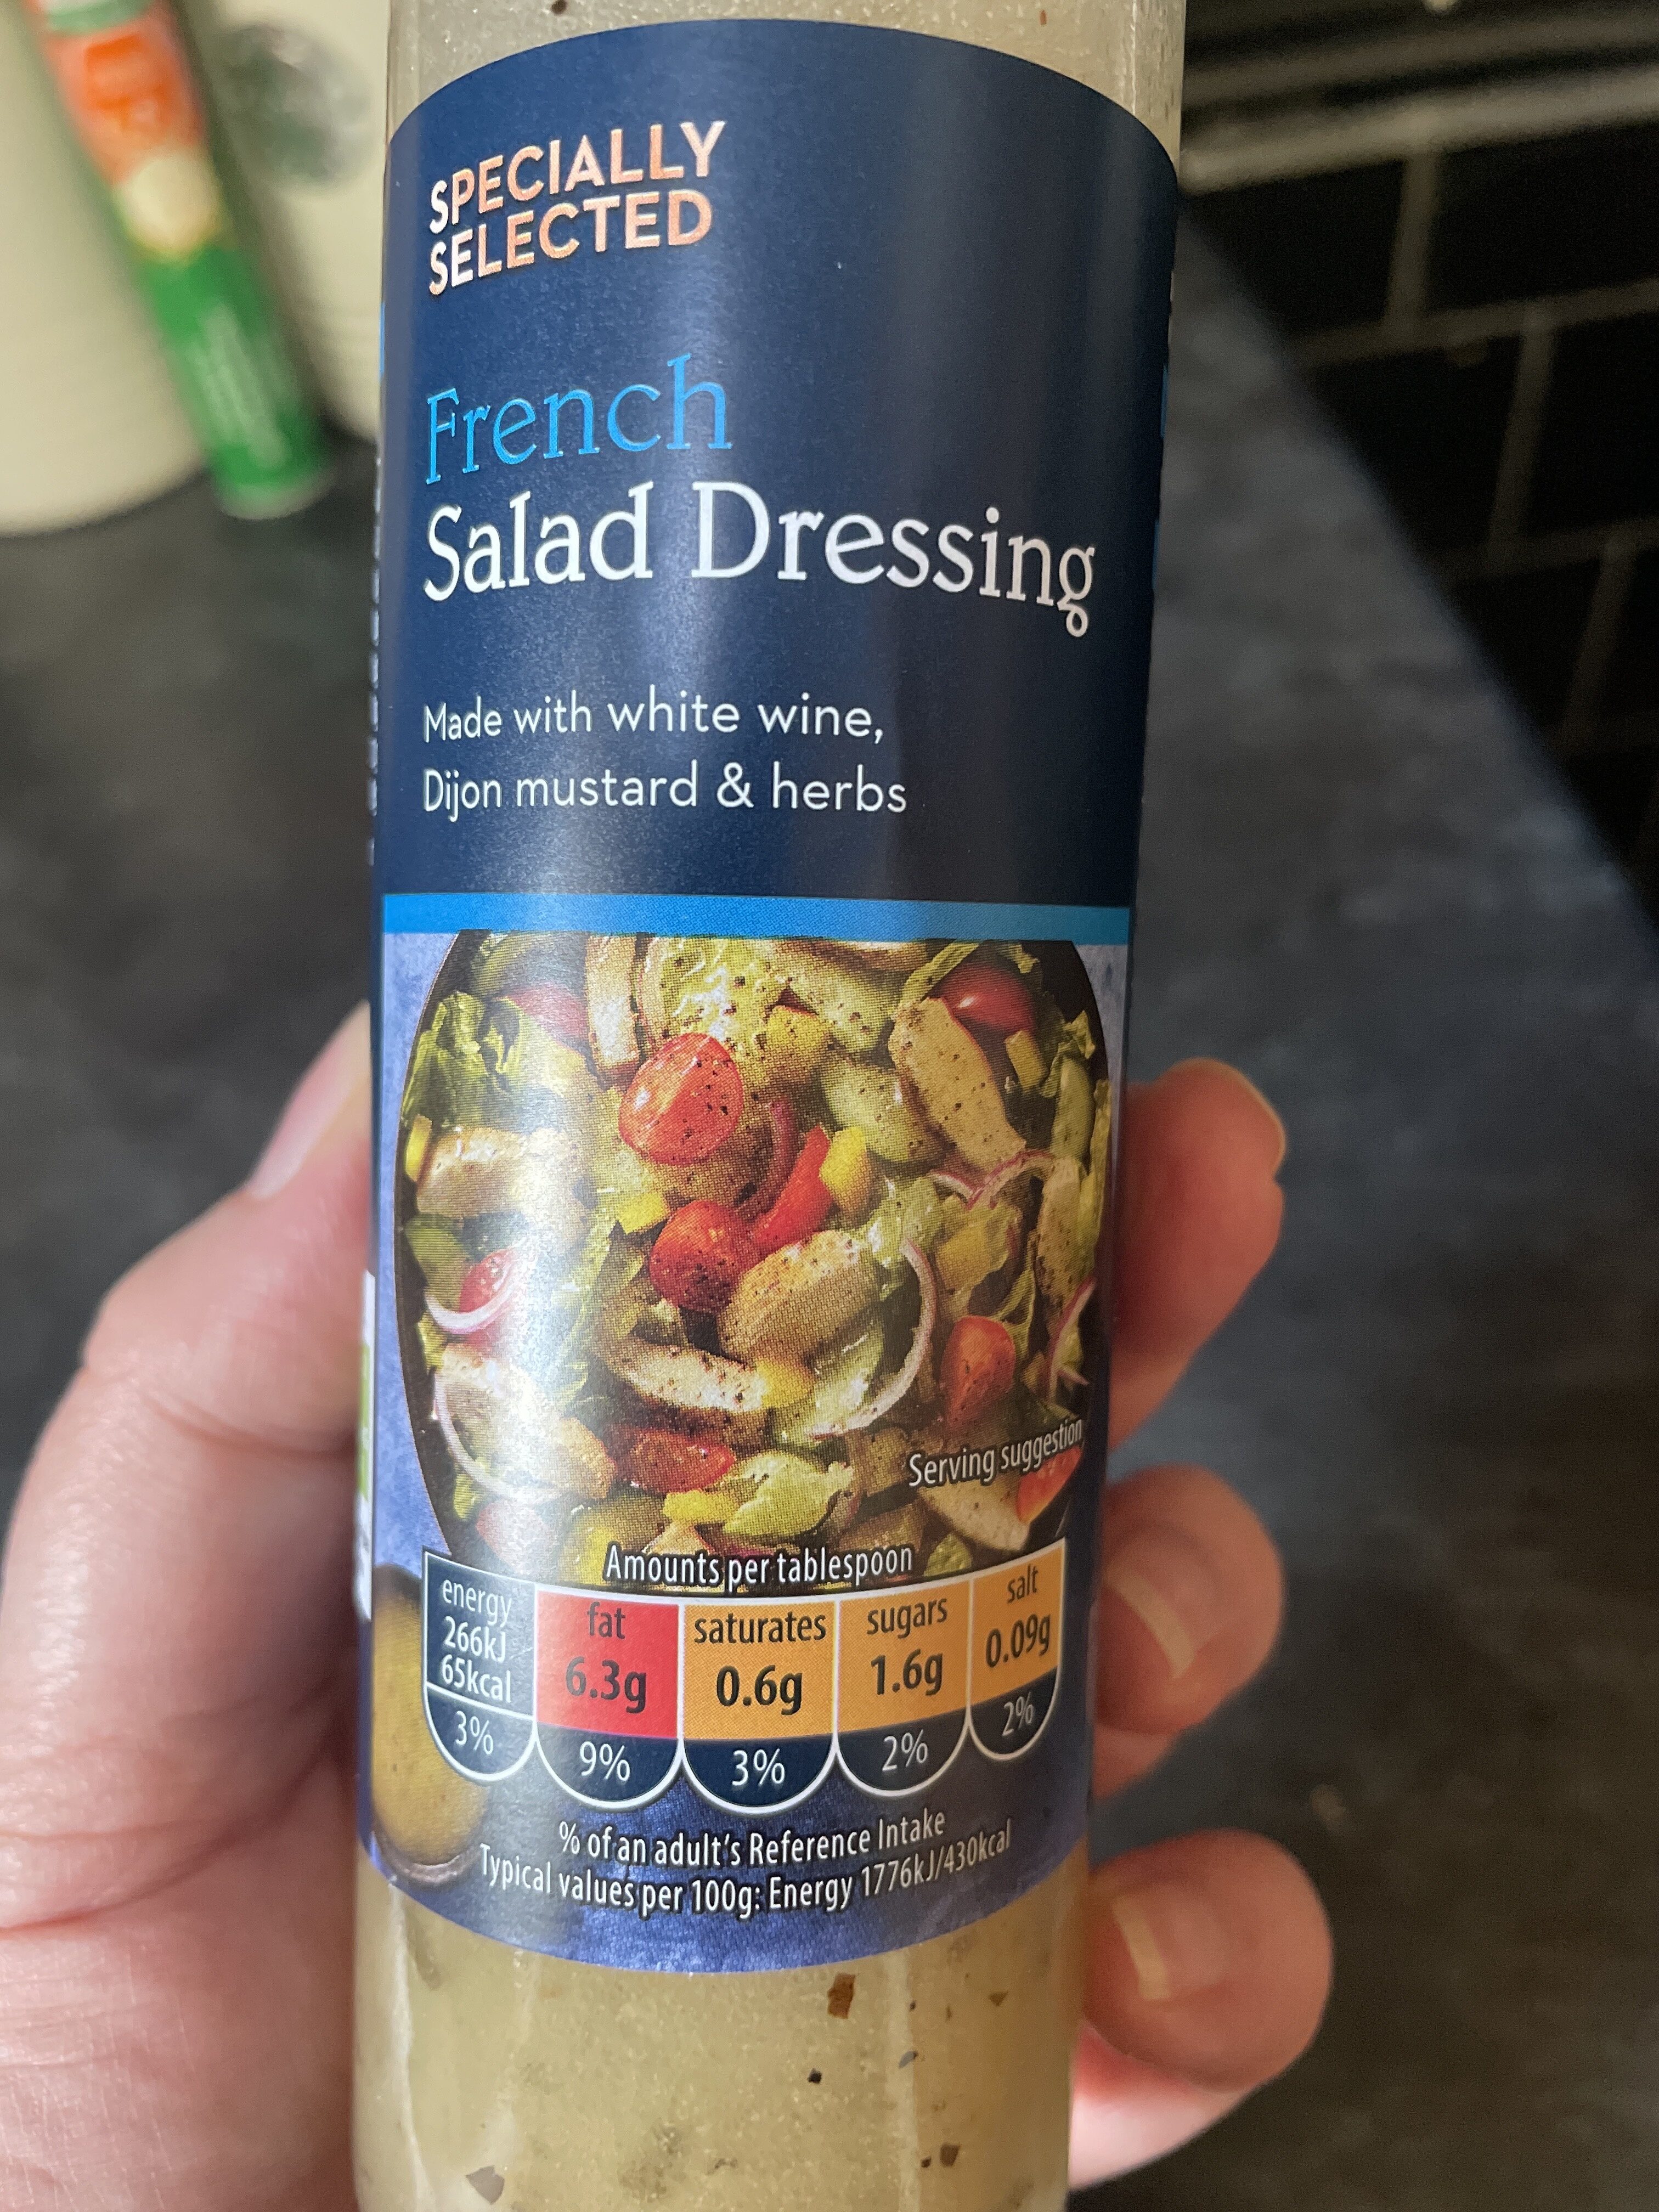 SPECIALLY
SELECTED
French
Salad Dressing
Made with white wine,
Dijon mustard & herbs
Serving suggestion
Amounts per tablespoon
energy
266kJ
65kcal
3%
fat
6.3g
9%
saturates
0.6g
3%
sugars
1.6g
2%
salt
0.09g
2%
% of an adult's Reference Intake
Typical values per 100g: Energy 1776kJ/430kcal